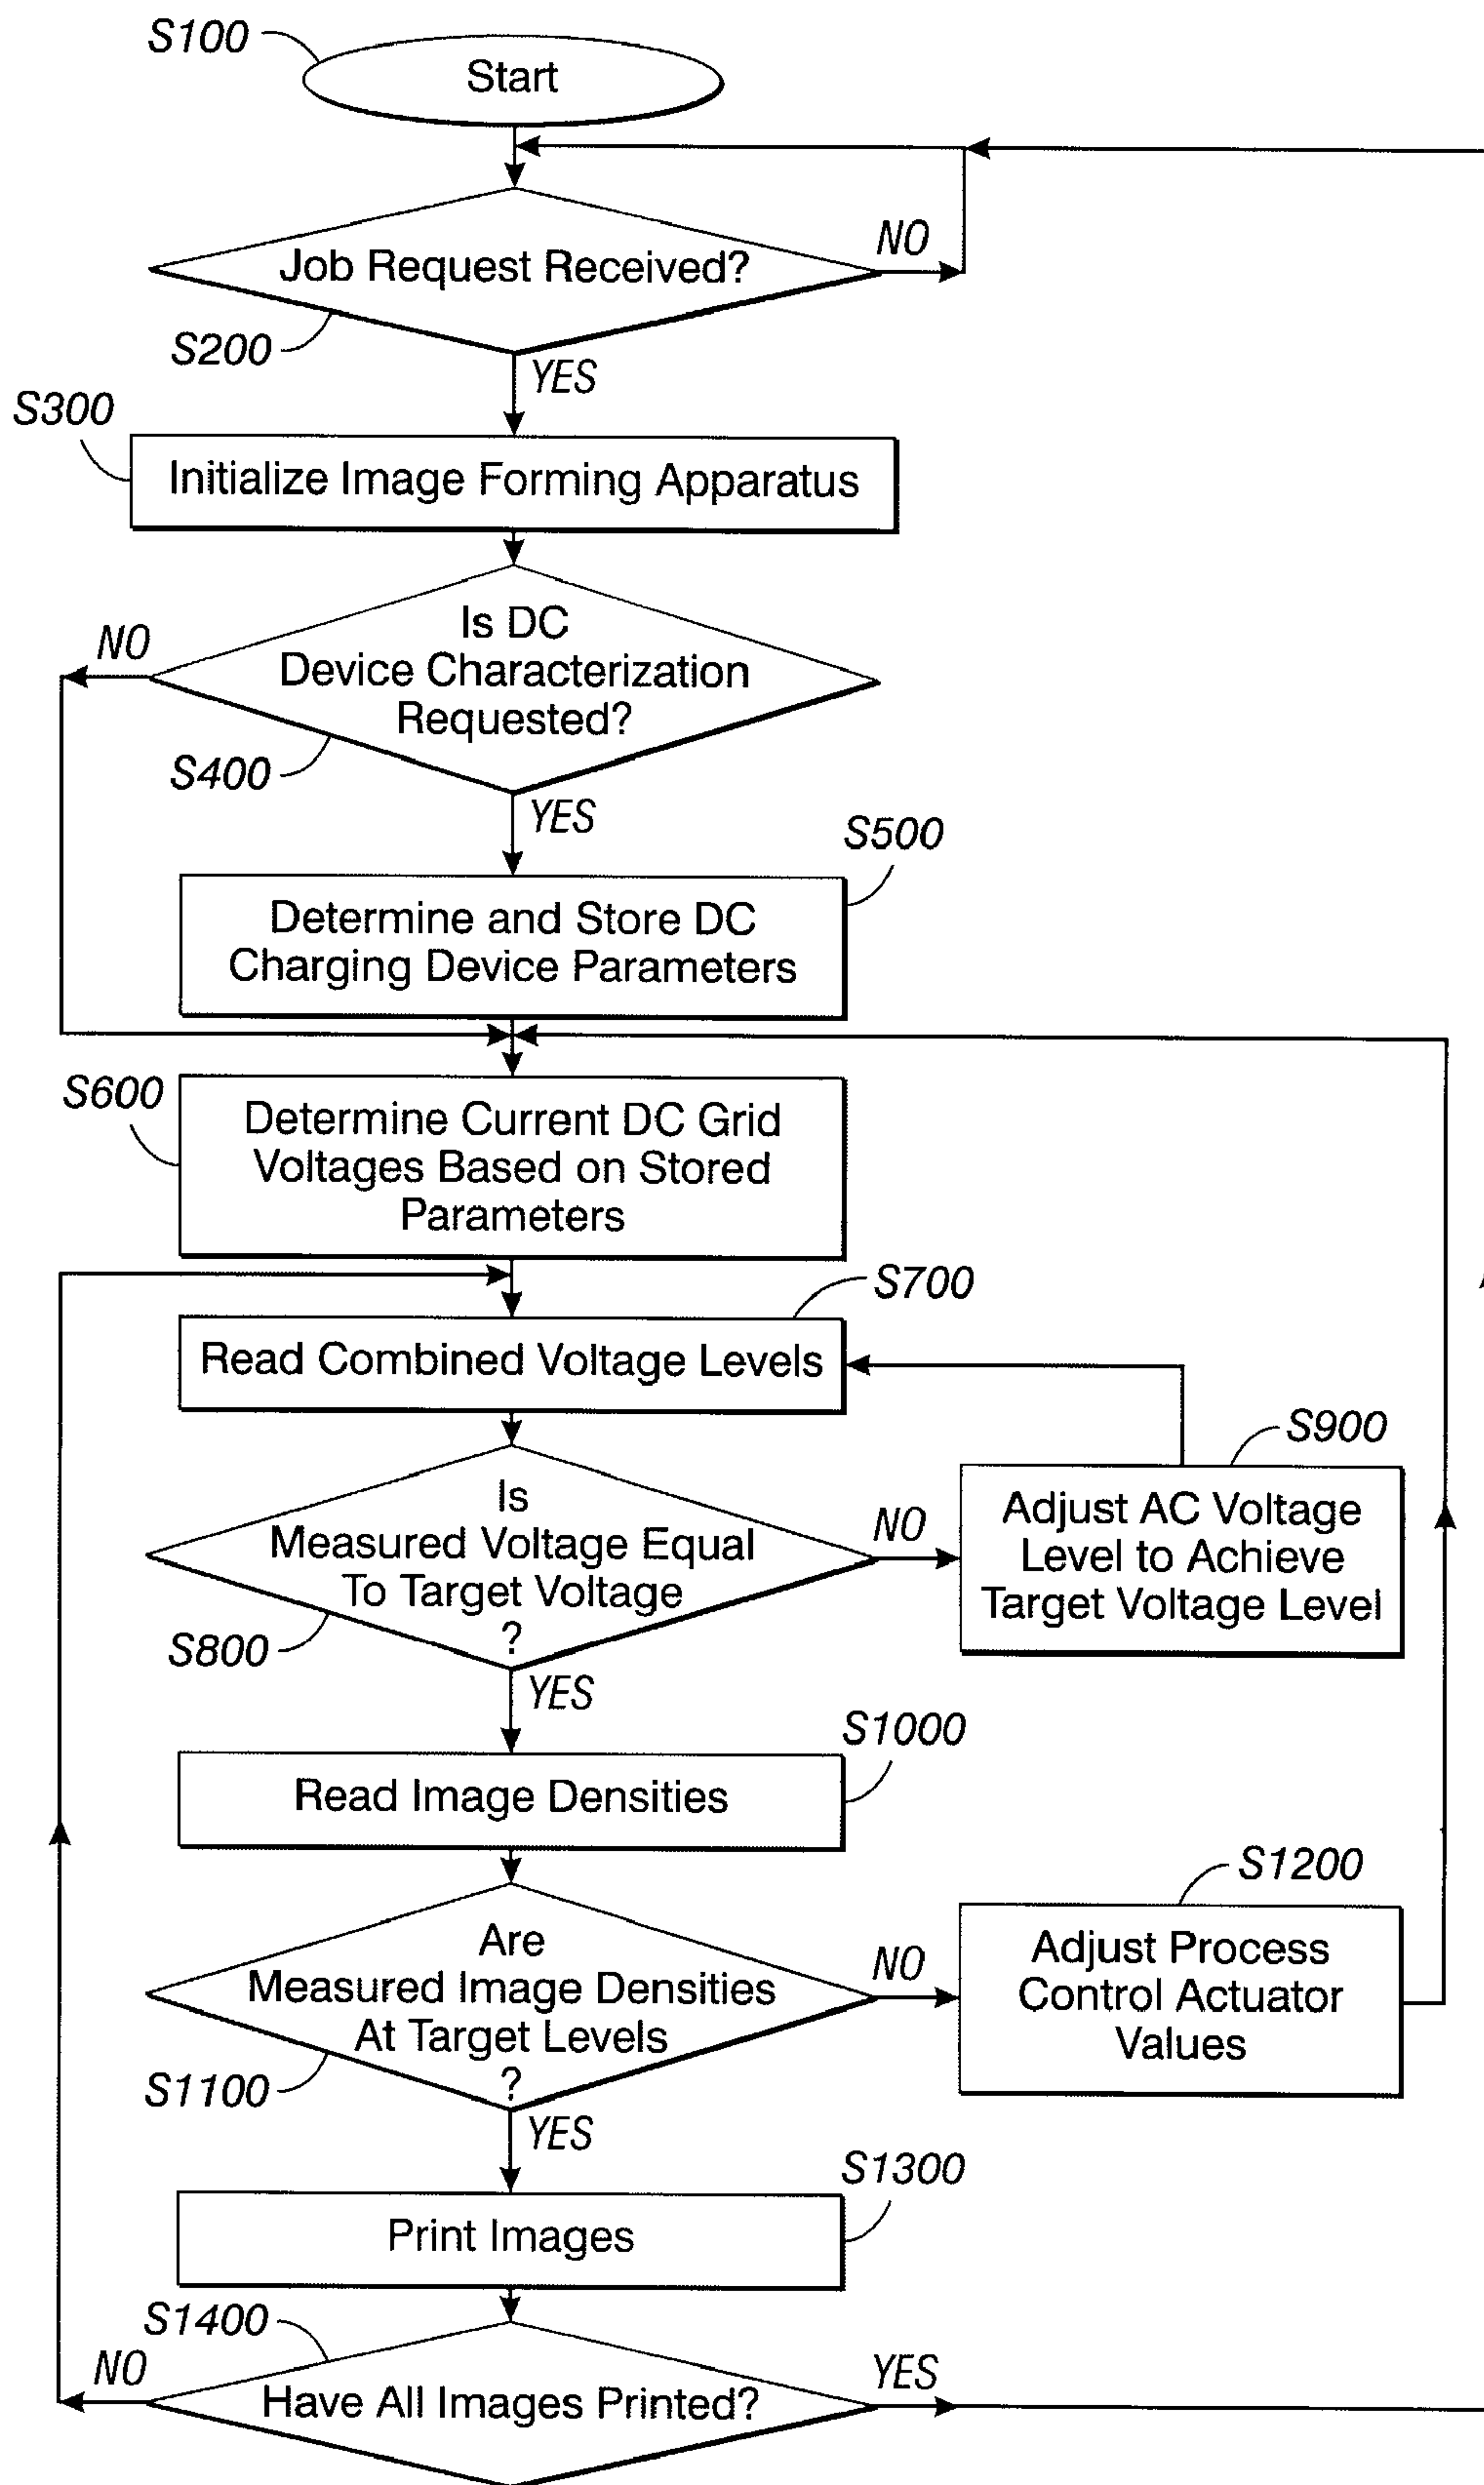 S100
Start
Job Request Received?
NO
S200
YES
S300
Initialize Image Forming Apparatus
Is DC
Device Characterization
Requested?
NO
S400
YES
S500
Determine and Store DC
Charging Device Parameters
S600
Determine Current DC Grid
Voltages Based on Stored
Parameters
S700
Read Combined Voltage Levels
Is
Measured Voltage Equal
To Target Voltage
?
NO
S800
S900
Adjust AC Voltage
Level to Achieve
Target Voltage Level
YES
S1000
Read Image Densities
Are
Measured Image Densities
At Target Levels
?
NO
S1100
S1200
Adjust Process
Control Actuator
Values
YES
S1300
Print Images
S1400
NO
Have All Images Printed?
YES